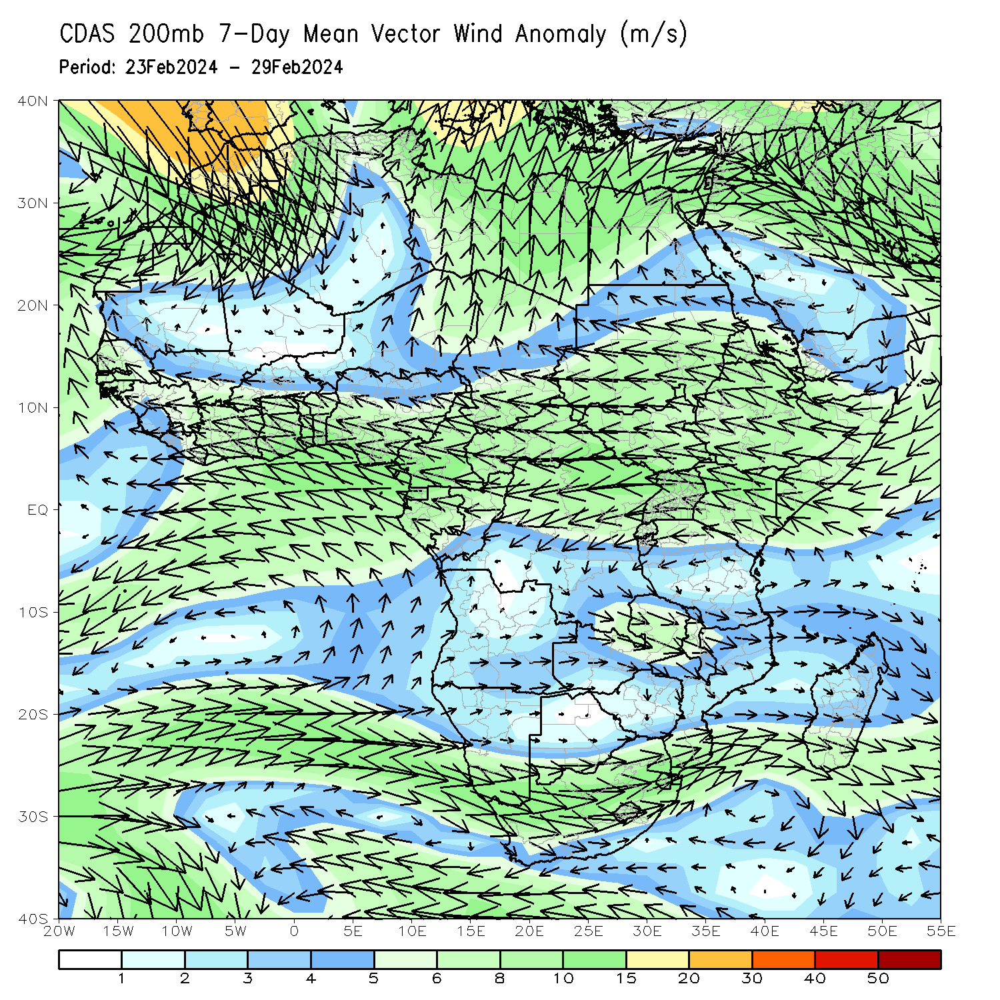 CDAS 200mb 7-Day Mean Vector Wind Anomaly (m/s)
Period: 23Feb2024 - 29Feb2024
40N
30N
20N
10N
EQ
10S
20S
30S
40S
20W 15W 10W 5W 0 5E 10E 15E 20E 25E 30E 35E 40E 45E 50E 55E
1 2 3 4 5 6 8 10 15 20 30 40 50